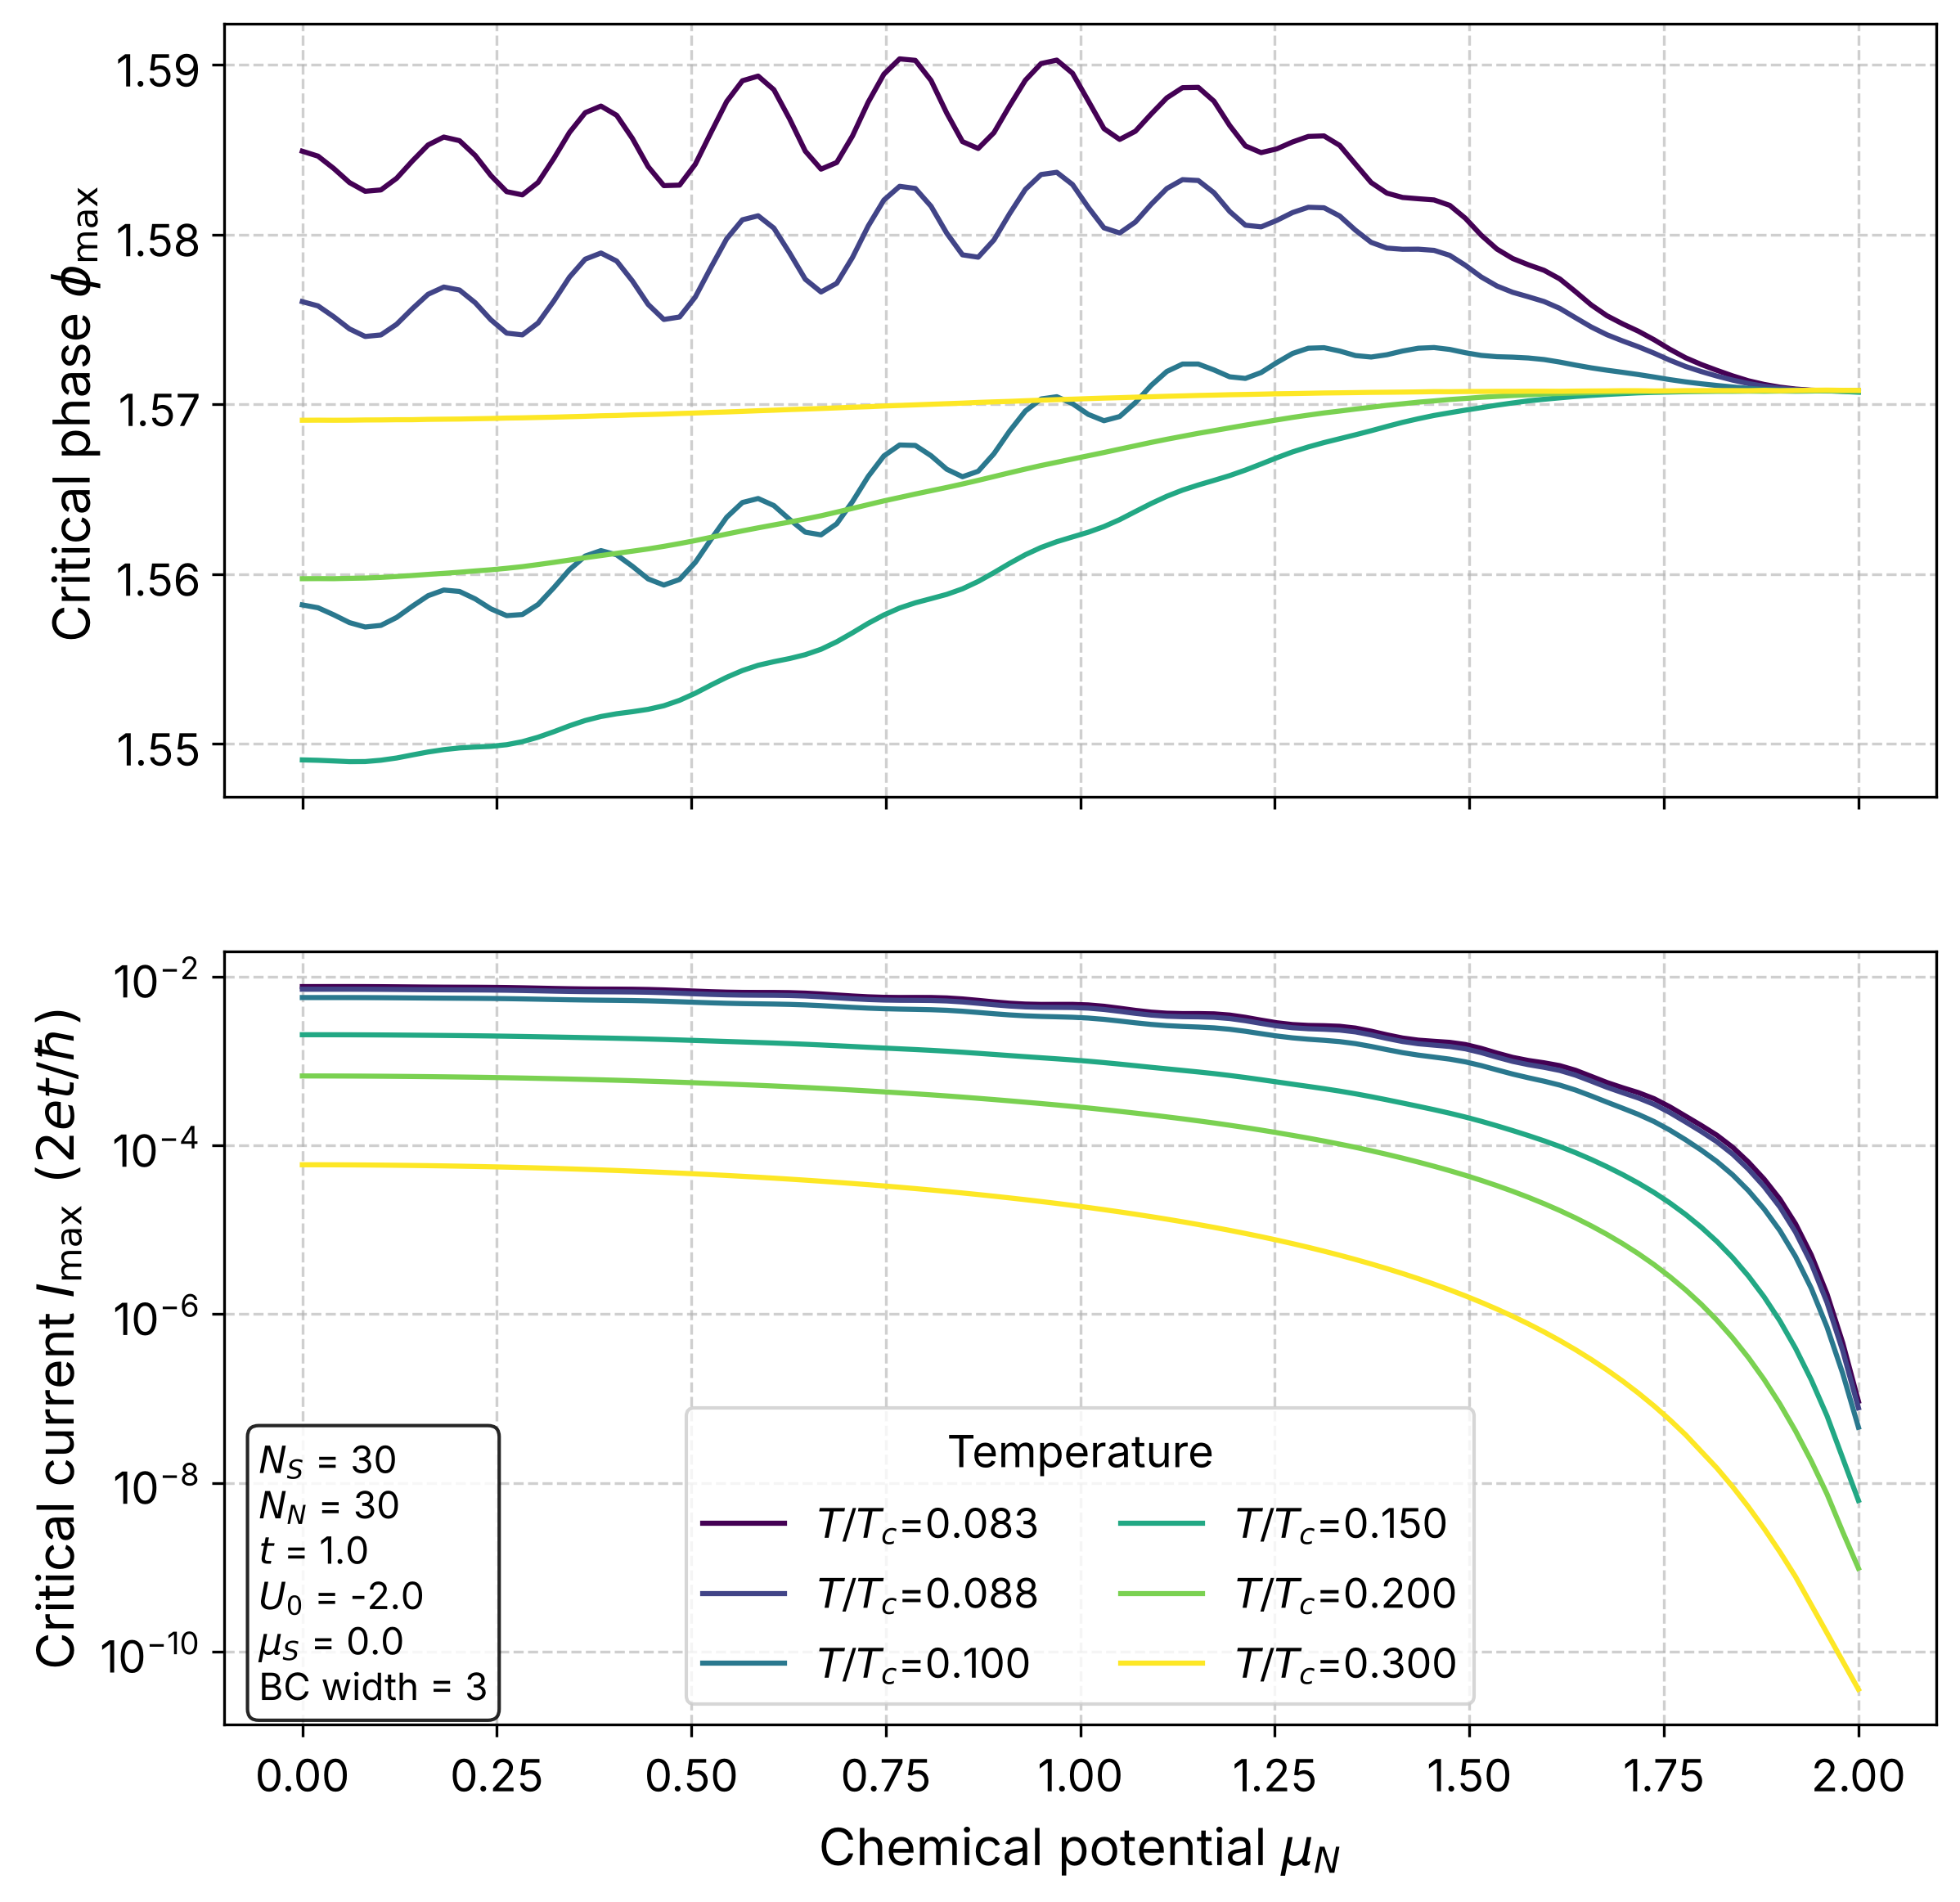 1.59
1.58
1.57
1.56
1.55
Critical phase ϕmax
10⁻²
10⁻⁴
10⁻⁶
10⁻⁸
10⁻¹⁰
Critical current Imax (2et/ℏ)
NS = 30
NN = 30
t = 1.0
U0 = -2.0
μS = 0.0
BC width = 3
Temperature
T/Tc=0.083
T/Tc=0.088
T/Tc=0.100
T/Tc=0.150
T/Tc=0.200
T/Tc=0.300
0.00 0.25 0.50 0.75 1.00 1.25 1.50 1.75 2.00
Chemical potential μN